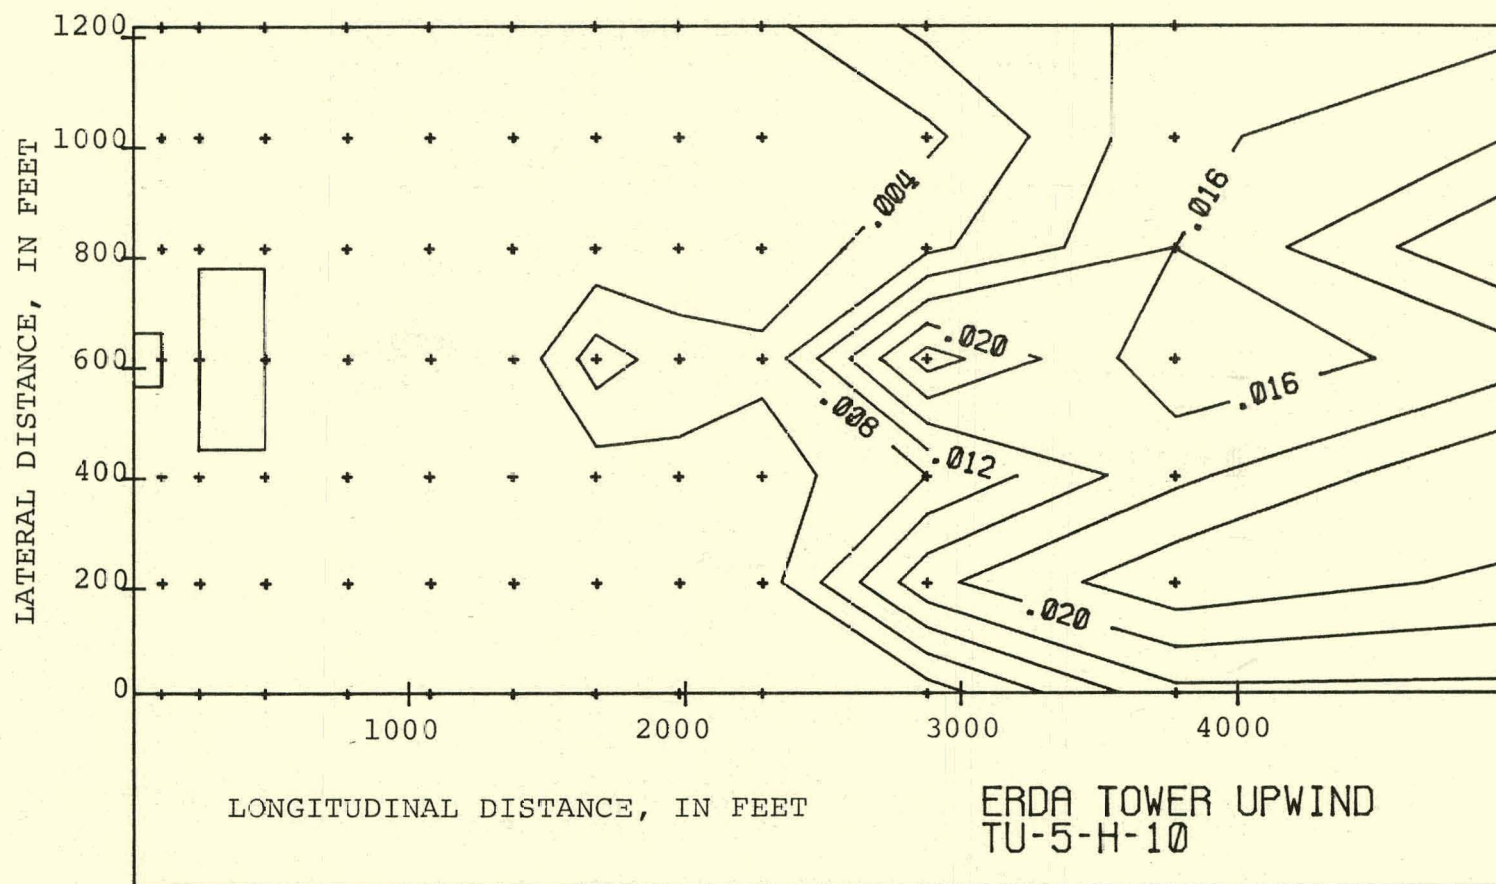 1200
1000
800
600
400
200
0
LATERAL DISTANCE, IN FEET
.004
.016
.020
.016
.008
.012
.020
1000 2000 3000 4000
LONGITUDINAL DISTANCE, IN FEET
ERDA TOWER UPWIND
TU-5-H-10